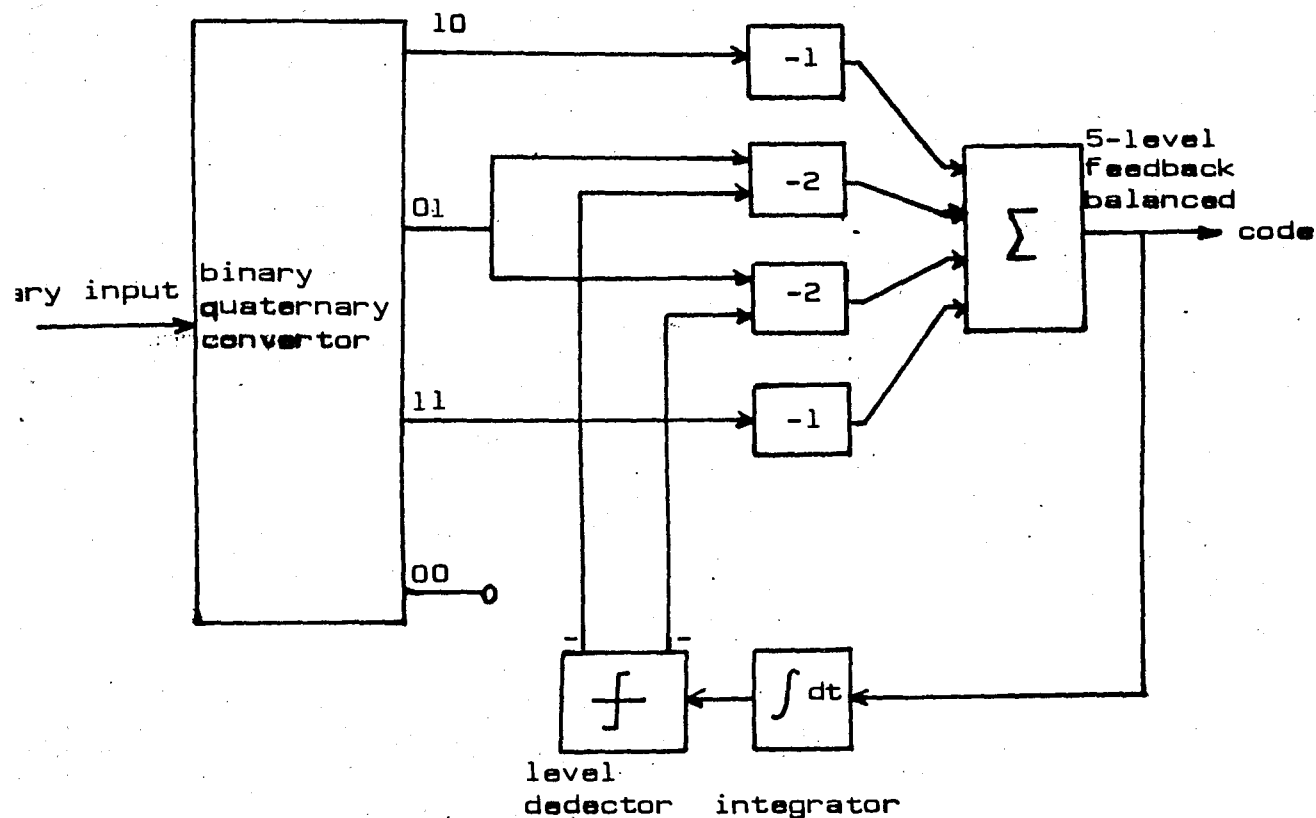 10
-1
5-level
feedback
balanced
-2
01
Σ
code
ary input
binary
quaternary
convertor
-2
11
-1
00
- -
∫ dt
level
dedector integrator